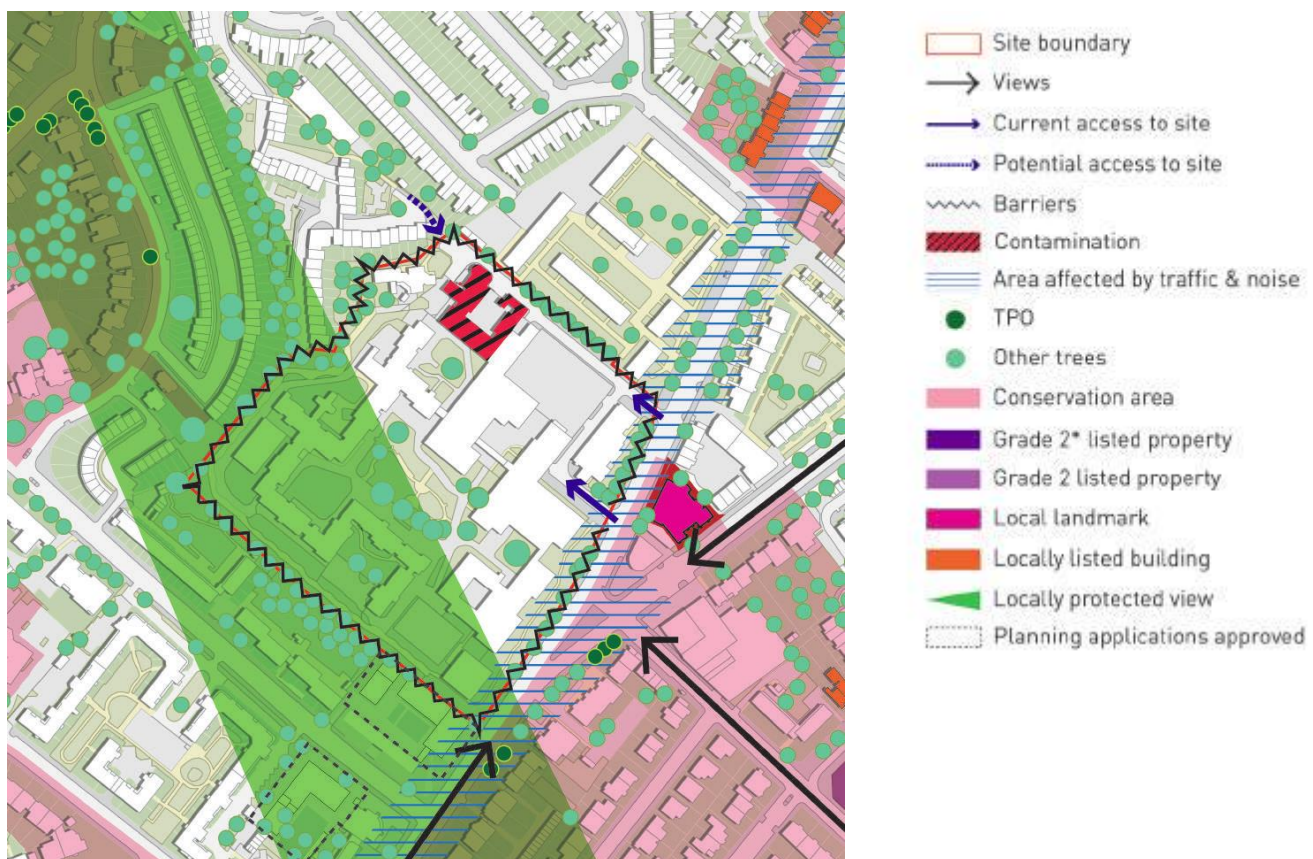 Site boundary
Views
Current access to site
Potential access to site
Barriers
Contamination
Area affected by traffic & noise
TPO
Other trees
Conservation area
Grade 2* listed property
Grade 2 listed property
Local landmark
Locally listed building
Locally protected view
Planning applications approved